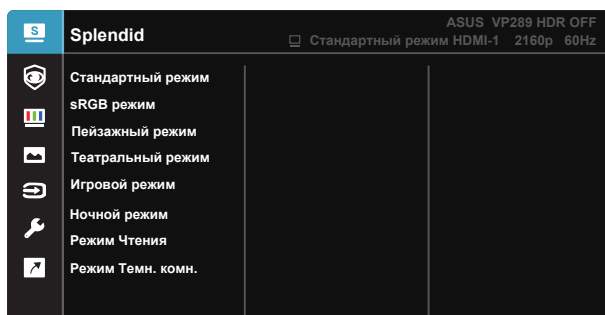 S
Splendid
ASUS VP289 HDR OFF
Стандартный режим HDMI-1 2160p 60Hz
Стандартный режим
sRGB режим
Пейзажный режим
Театральный режим
Игровой режим
Ночной режим
Режим Чтения
Режим Темн. комн.